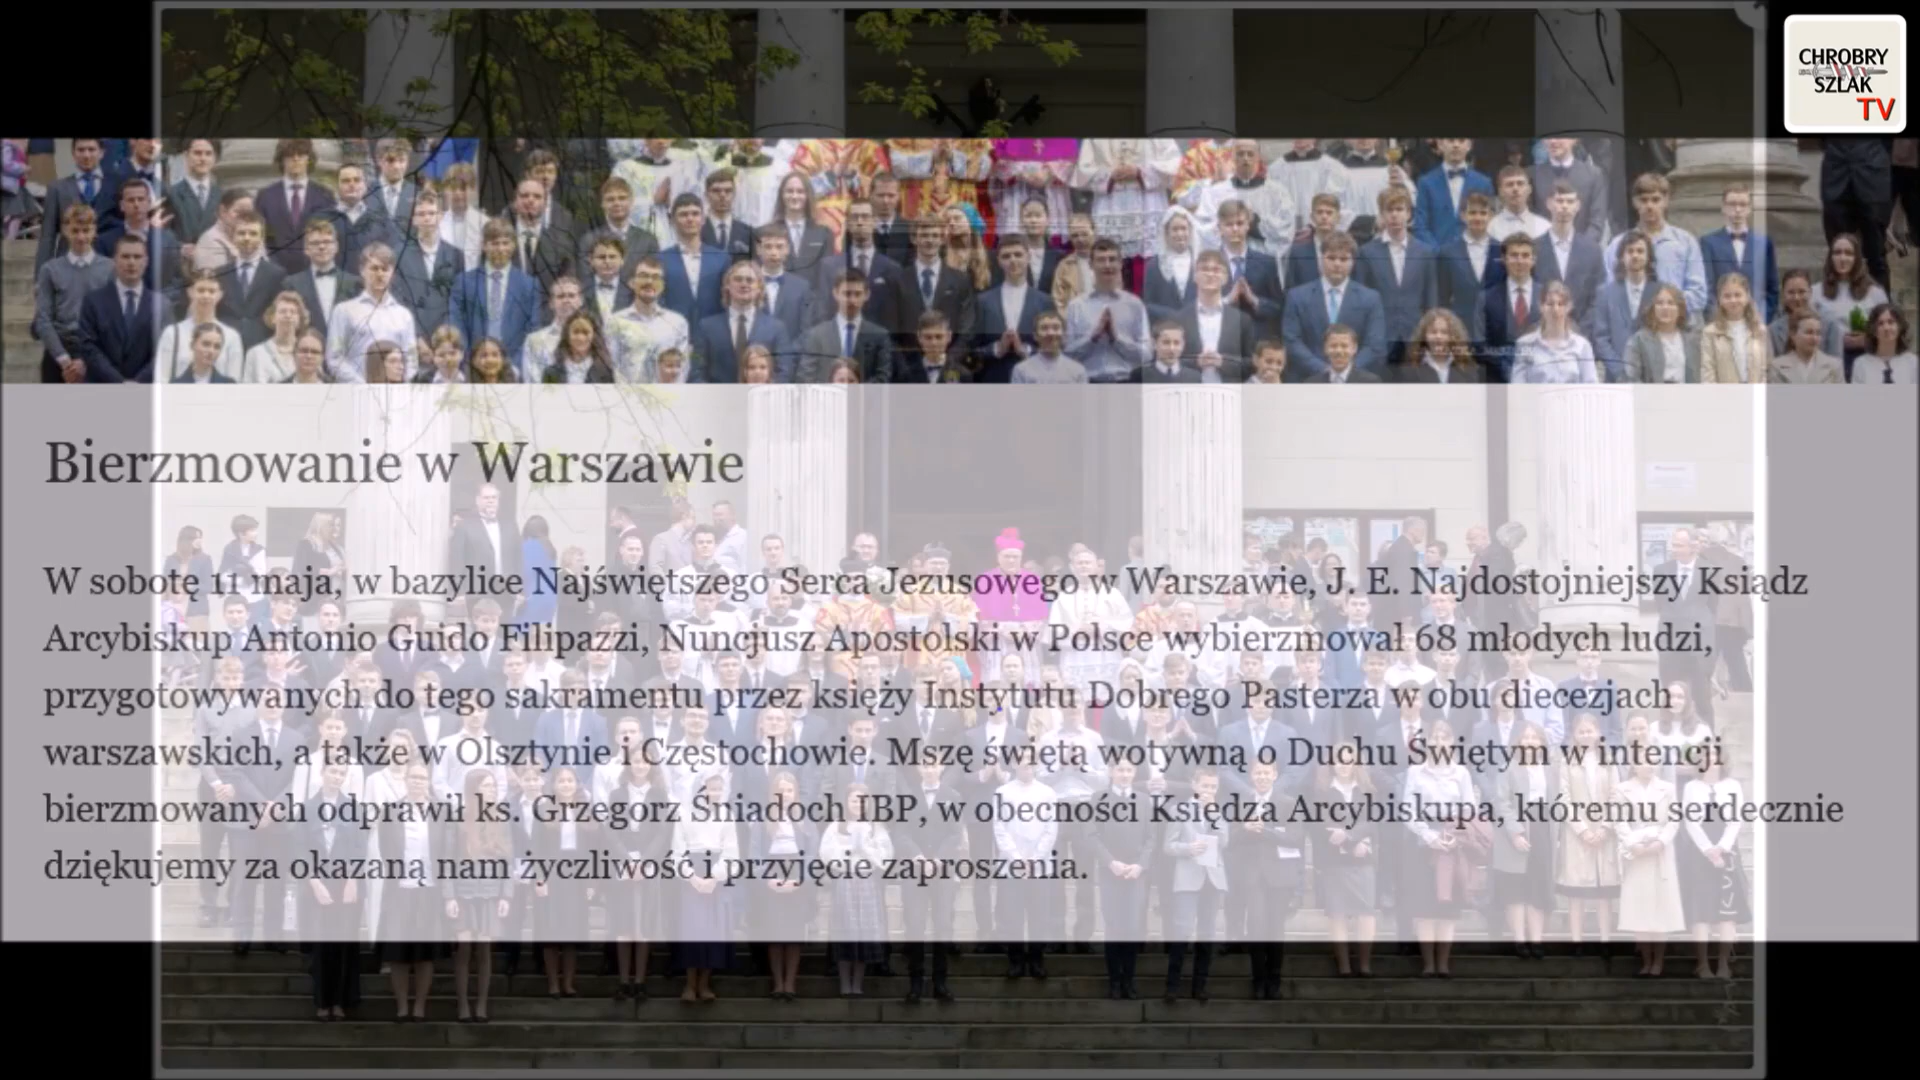 CHROBRY
SZLAK
TV
Bierzmowanie w Warszawie
W sobotę 11 maja, w bazylice Najświętszego Serca Jezusowego w Warszawie, J. E. Najdostojniejszy Ksiądz
Arcybiskup Antonio Guido Filipazzi, Nuncjusz Apostolski w Polsce wybierzmował 68 młodych ludzi,
przygotowywanych do tego sakramentu przez księży Instytutu Dobrego Pasterza w obu diecezjach
warszawskich, a także w Olsztynie i Częstochowie. Mszę świętą wotywną o Duchu Świętym w intencji
bierzmowanych odprawił ks. Grzegorz Śniadoch IBP, w obecności Księdza Arcybiskupa, któremu serdecznie
dziękujemy za okazaną nam życzliwość i przyjęcie zaproszenia.